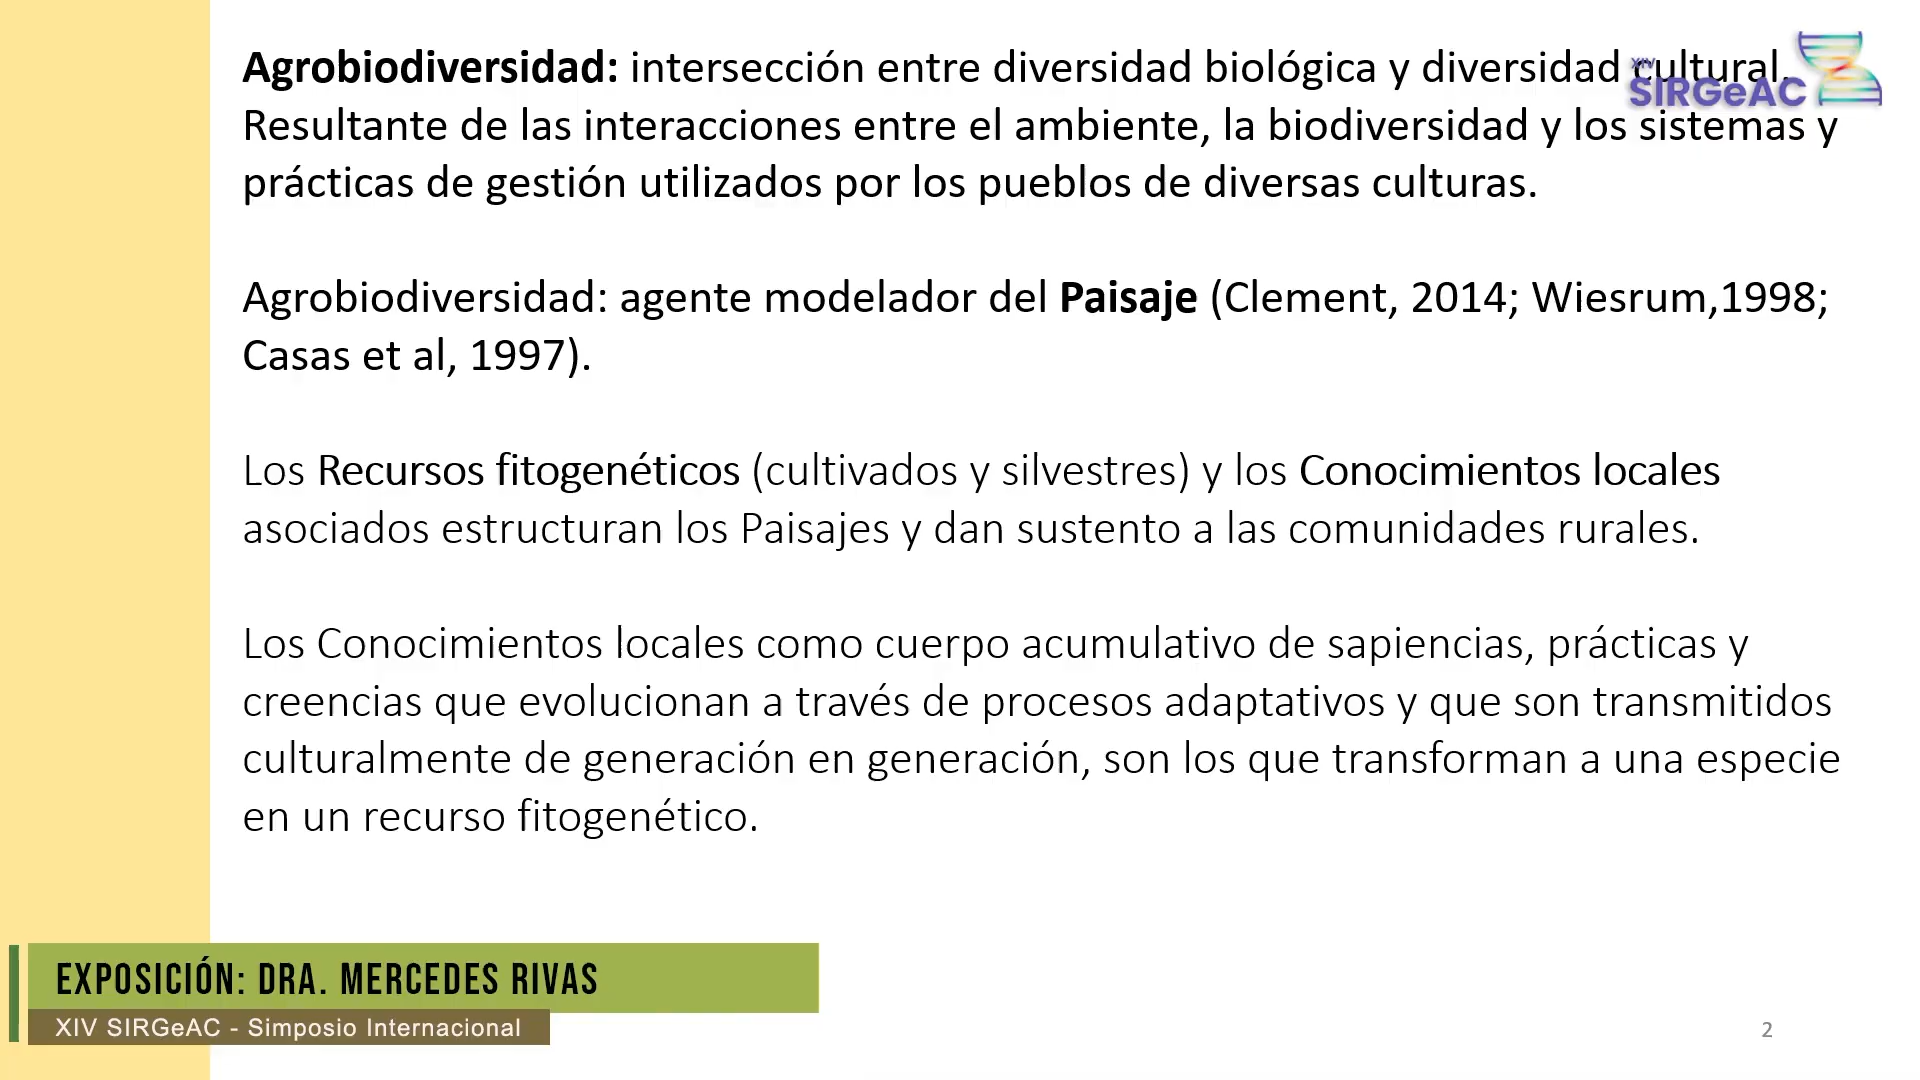 Agrobiodiversidad: intersección entre diversidad biológica y diversidad cultural.
XIV
SIRGeAC
Resultante de las interacciones entre el ambiente, la biodiversidad y los sistemas y
prácticas de gestión utilizados por los pueblos de diversas culturas.
Agrobiodiversidad: agente modelador del Paisaje (Clement, 2014; Wiesrum,1998;
Casas et al, 1997).
Los Recursos fitogenéticos (cultivados y silvestres) y los Conocimientos locales
asociados estructuran los Paisajes y dan sustento a las comunidades rurales.
Los Conocimientos locales como cuerpo acumulativo de sapiencias, prácticas y
creencias que evolucionan a través de procesos adaptativos y que son transmitidos
culturalmente de generación en generación, son los que transforman a una especie
en un recurso fitogenético.
EXPOSICIÓN: DRA. MERCEDES RIVAS
XIV SIRGeAC - Simposio Internacional
2